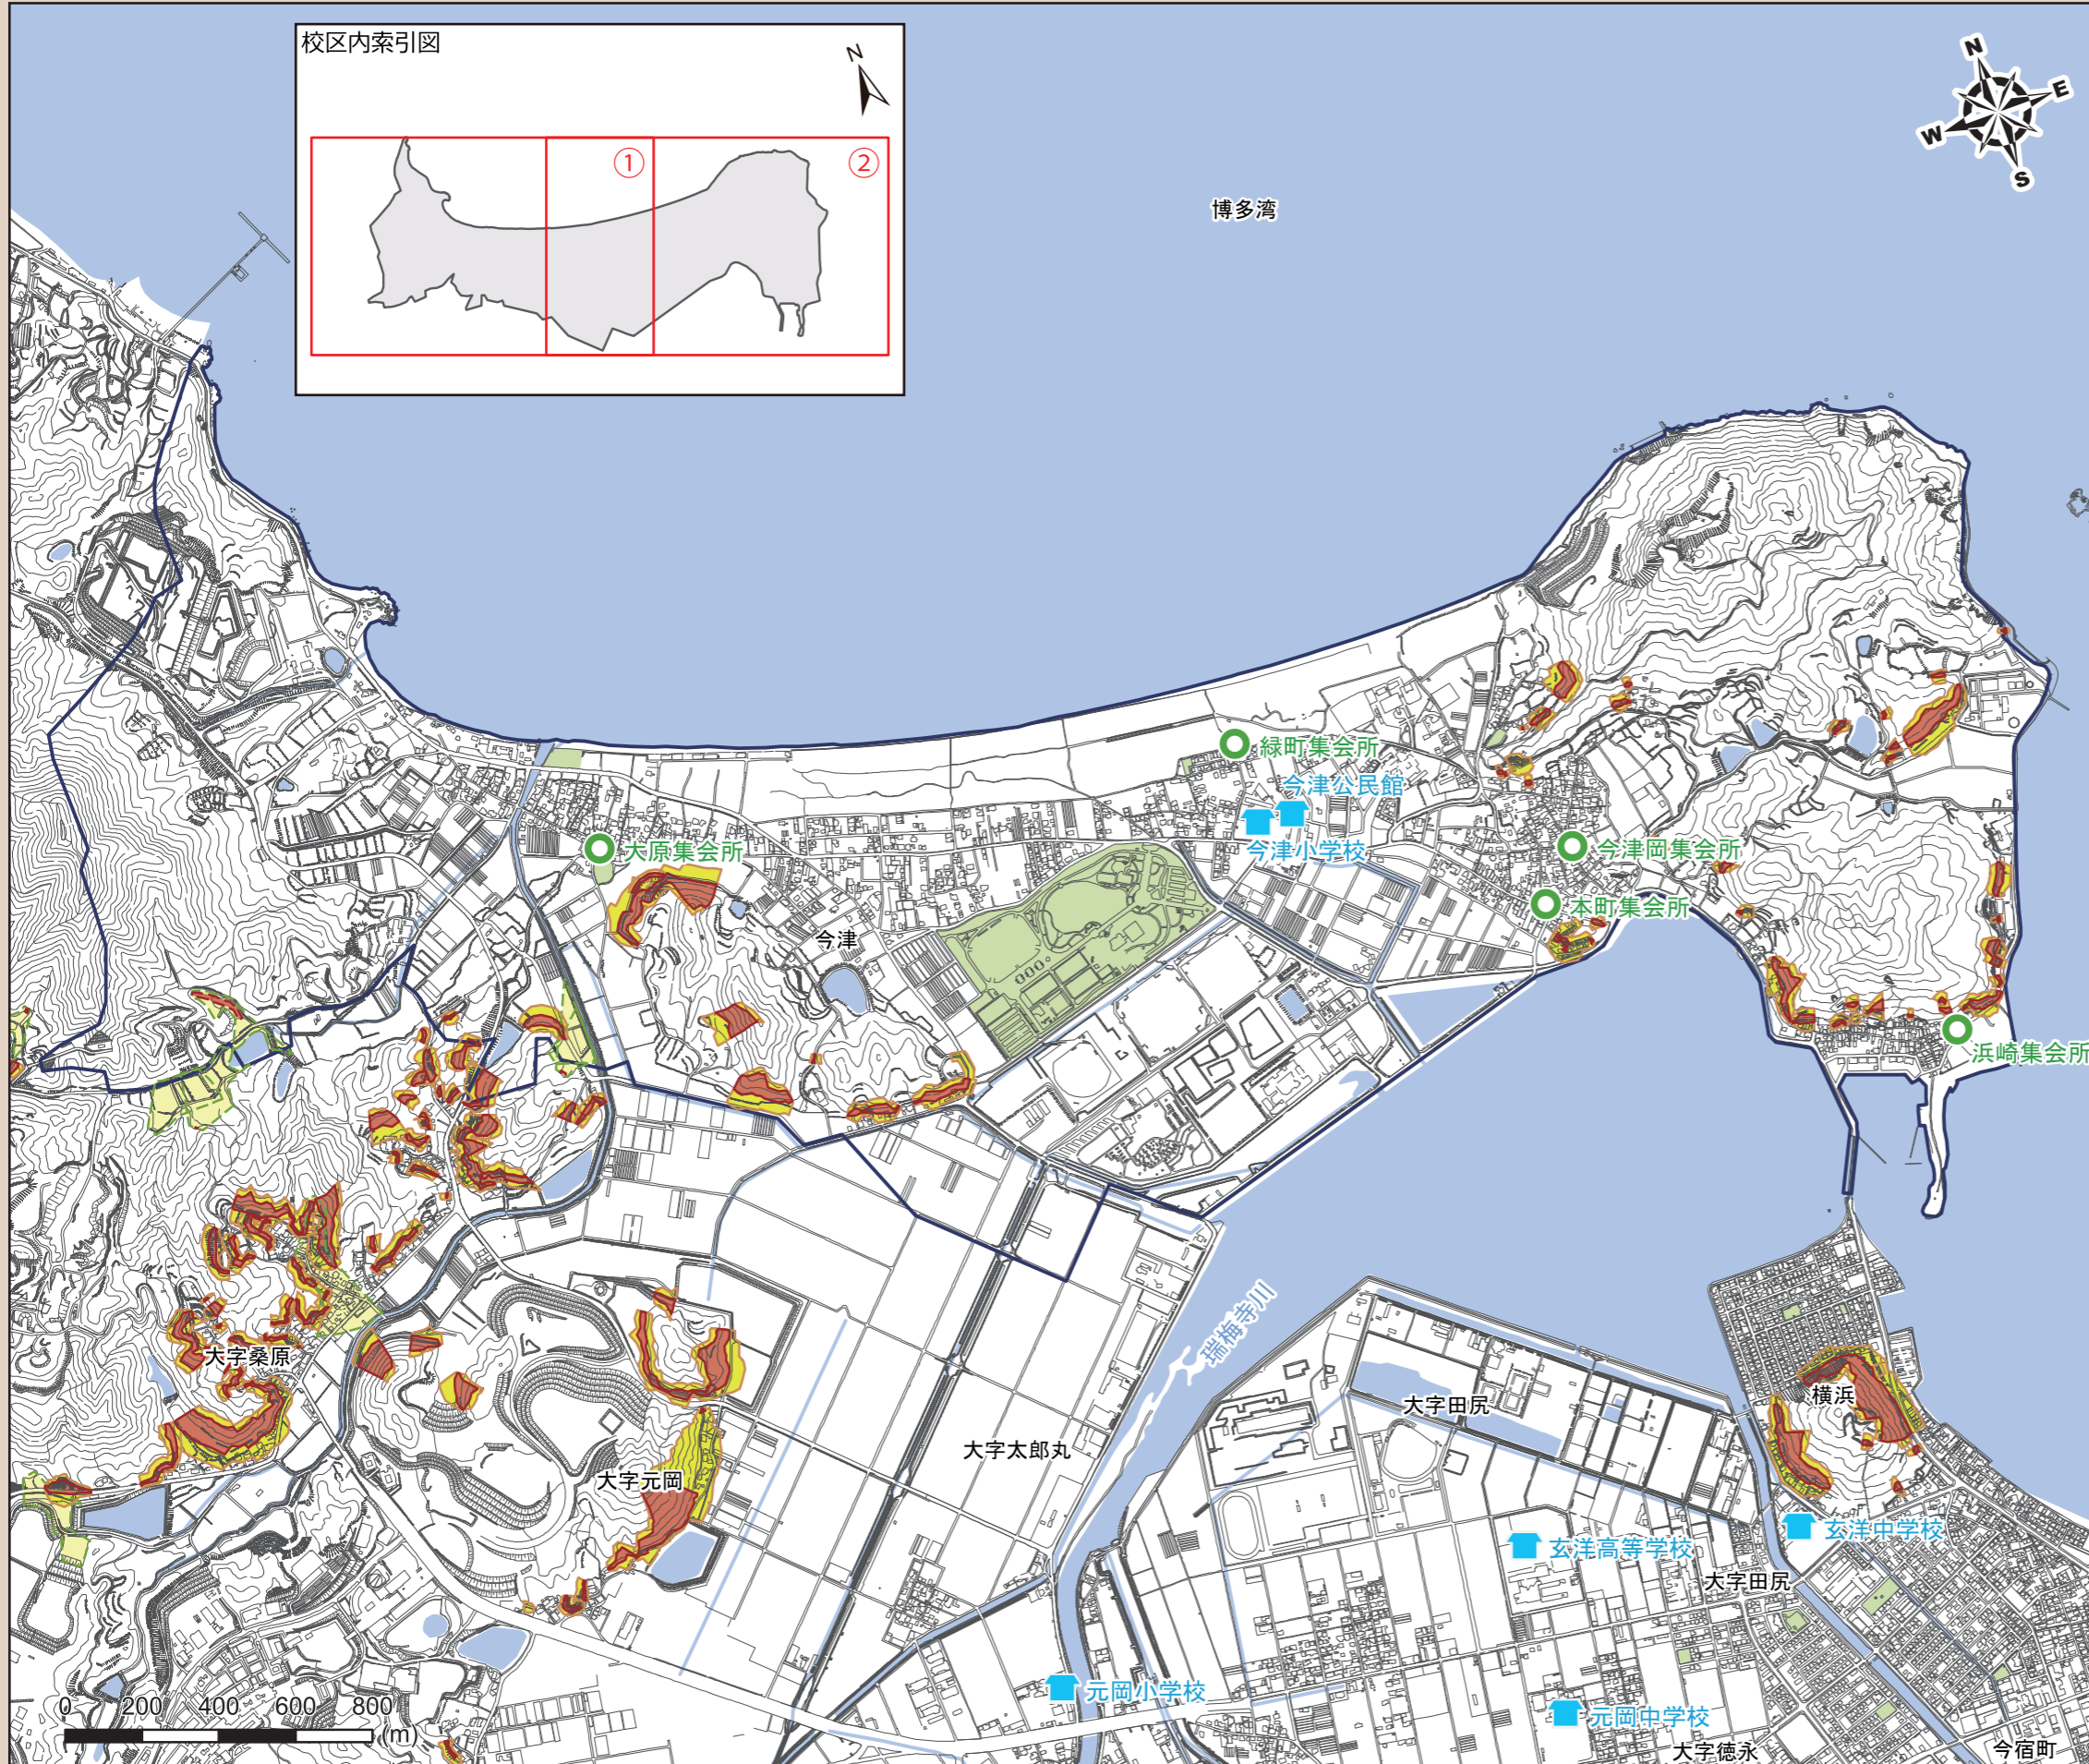 校区内索引図
N
①
②
N
E
W
S
博多湾
緑町集会所
今津公民館
今津小学校
大原集会所
今津岡集会所
本町集会所
今津
浜崎集会所
瑞梅寺川
大字桑原
横浜
大字田尻
大字太郎丸
大字元岡
玄洋中学校
玄洋高等学校
大字田尻
元岡小学校
元岡中学校
0 200 400 600 800
(m)
大字徳永
今宿町